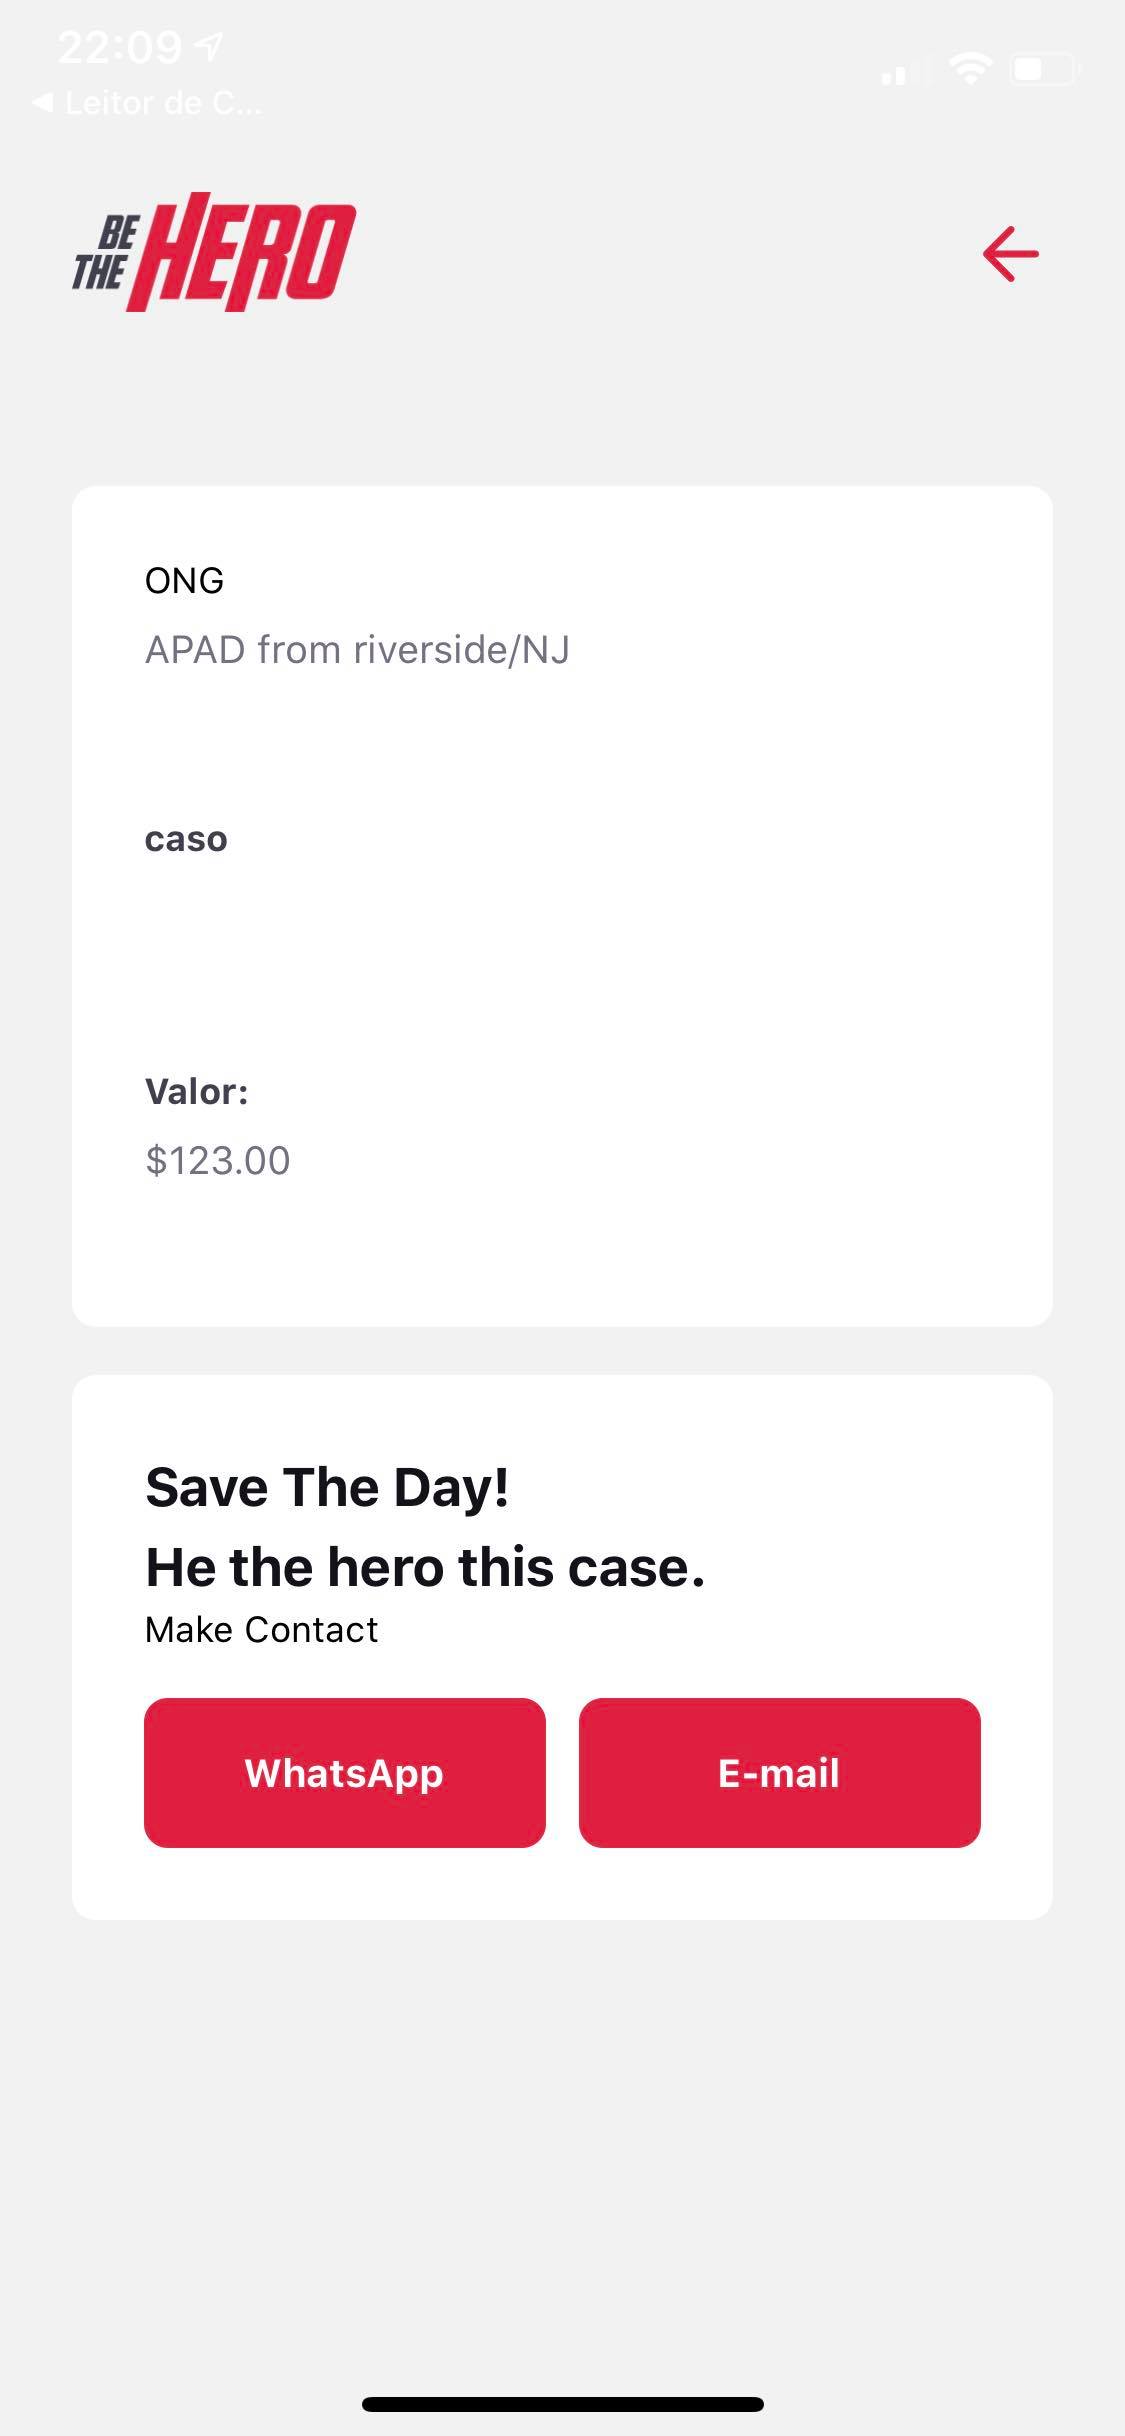 22:09
Leitor de C...
BE
THE HERO
ONG
APAD from riverside/NJ
caso
Valor:
$123.00
Save The Day!
He the hero this case.
Make Contact
WhatsApp
E-mail